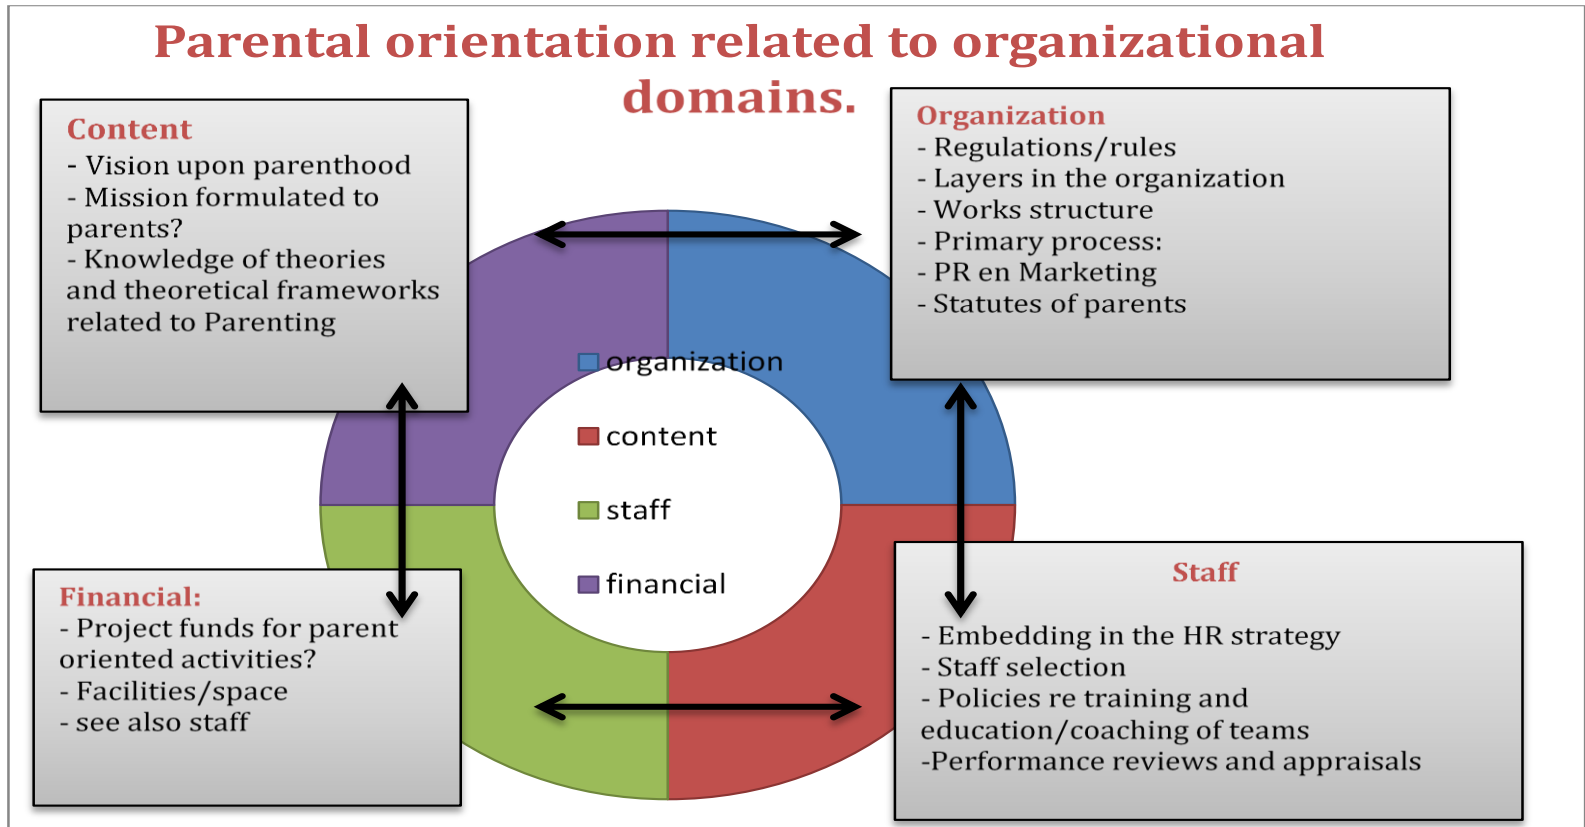 Parental orientation related to organizational
domains.
Content
- Vision upon parenthood
- Mission formulated to
parents?
- Knowledge of theories
and theoretical frameworks
related to Parenting
Organization
- Regulations/rules
- Layers in the organization
- Works structure
- Primary process:
- PR en Marketing
- Statutes of parents
organization
content
staff
financial
Financial:
- Project funds for parent
oriented activities?
- Facilities/space
- see also staff
Staff
- Embedding in the HR strategy
- Staff selection
- Policies re training and
education/coaching of teams
-Performance reviews and appraisals